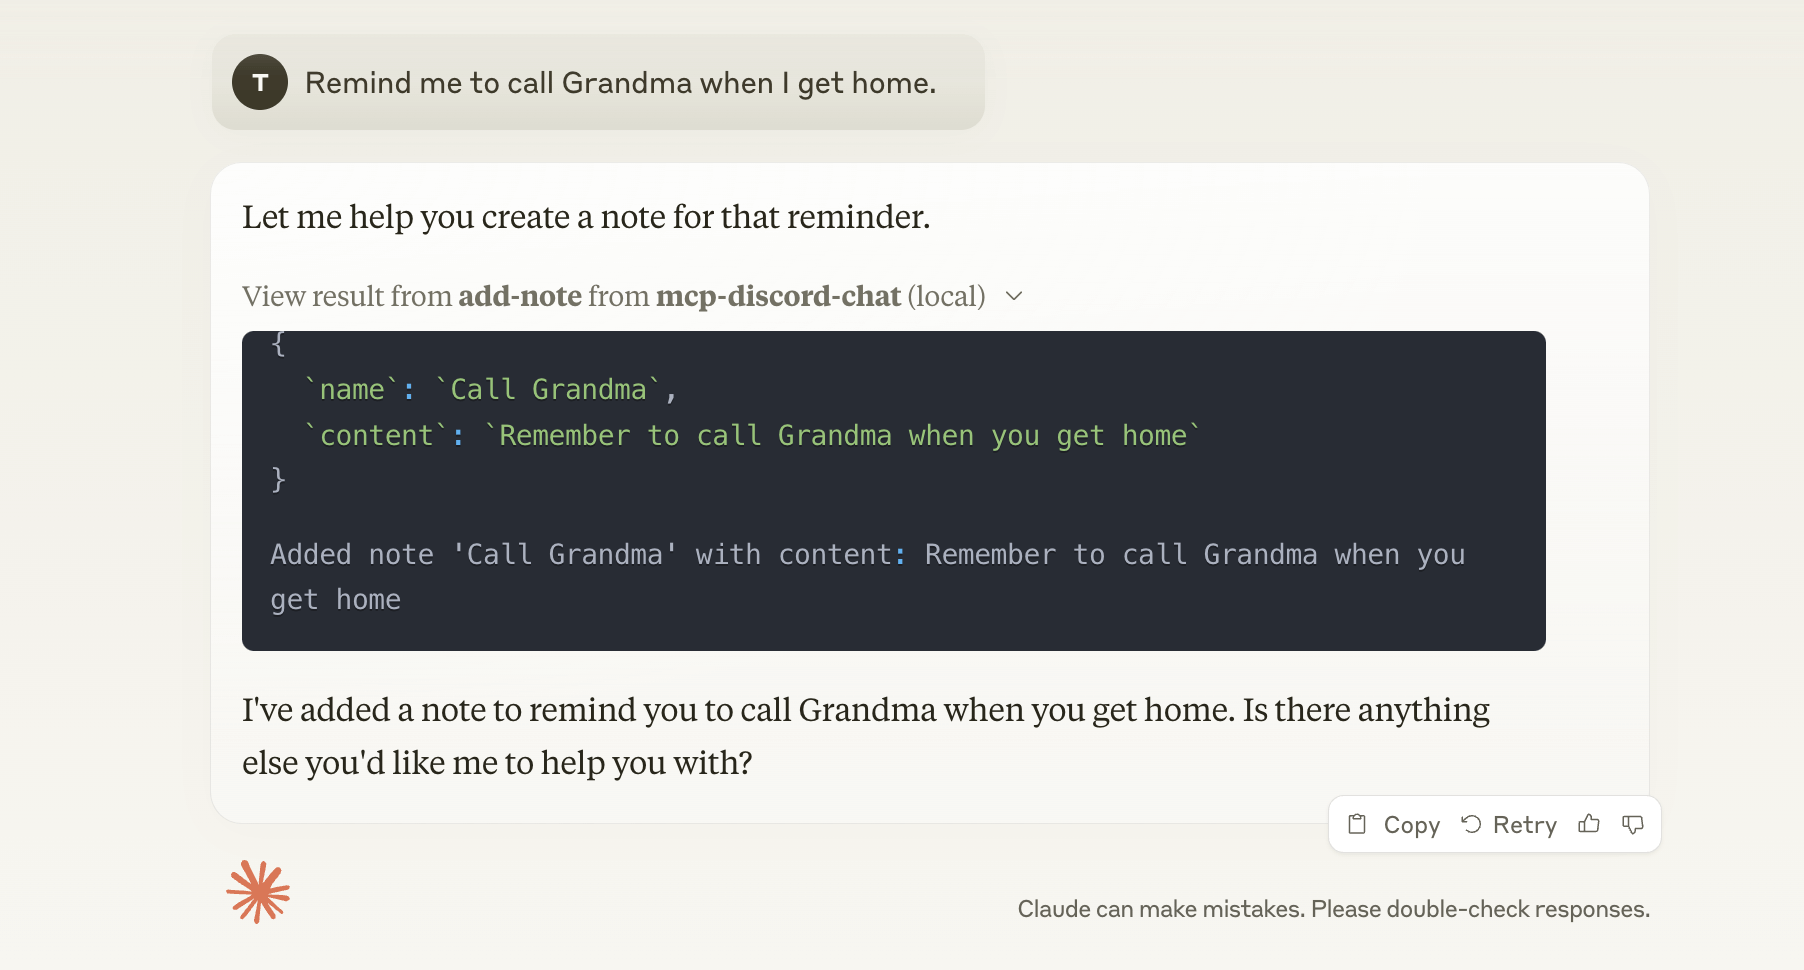 T
Remind me to call Grandma when I get home.
Let me help you create a note for that reminder.
View result from add-note from mcp-discord-chat (local)
{
  `name`: `Call Grandma`,
  `content`: `Remember to call Grandma when you get home`
}
Added note 'Call Grandma' with content: Remember to call Grandma when you
get home
I've added a note to remind you to call Grandma when you get home. Is there anything
else you'd like me to help you with?
Copy Retry
Claude can make mistakes. Please double-check responses.